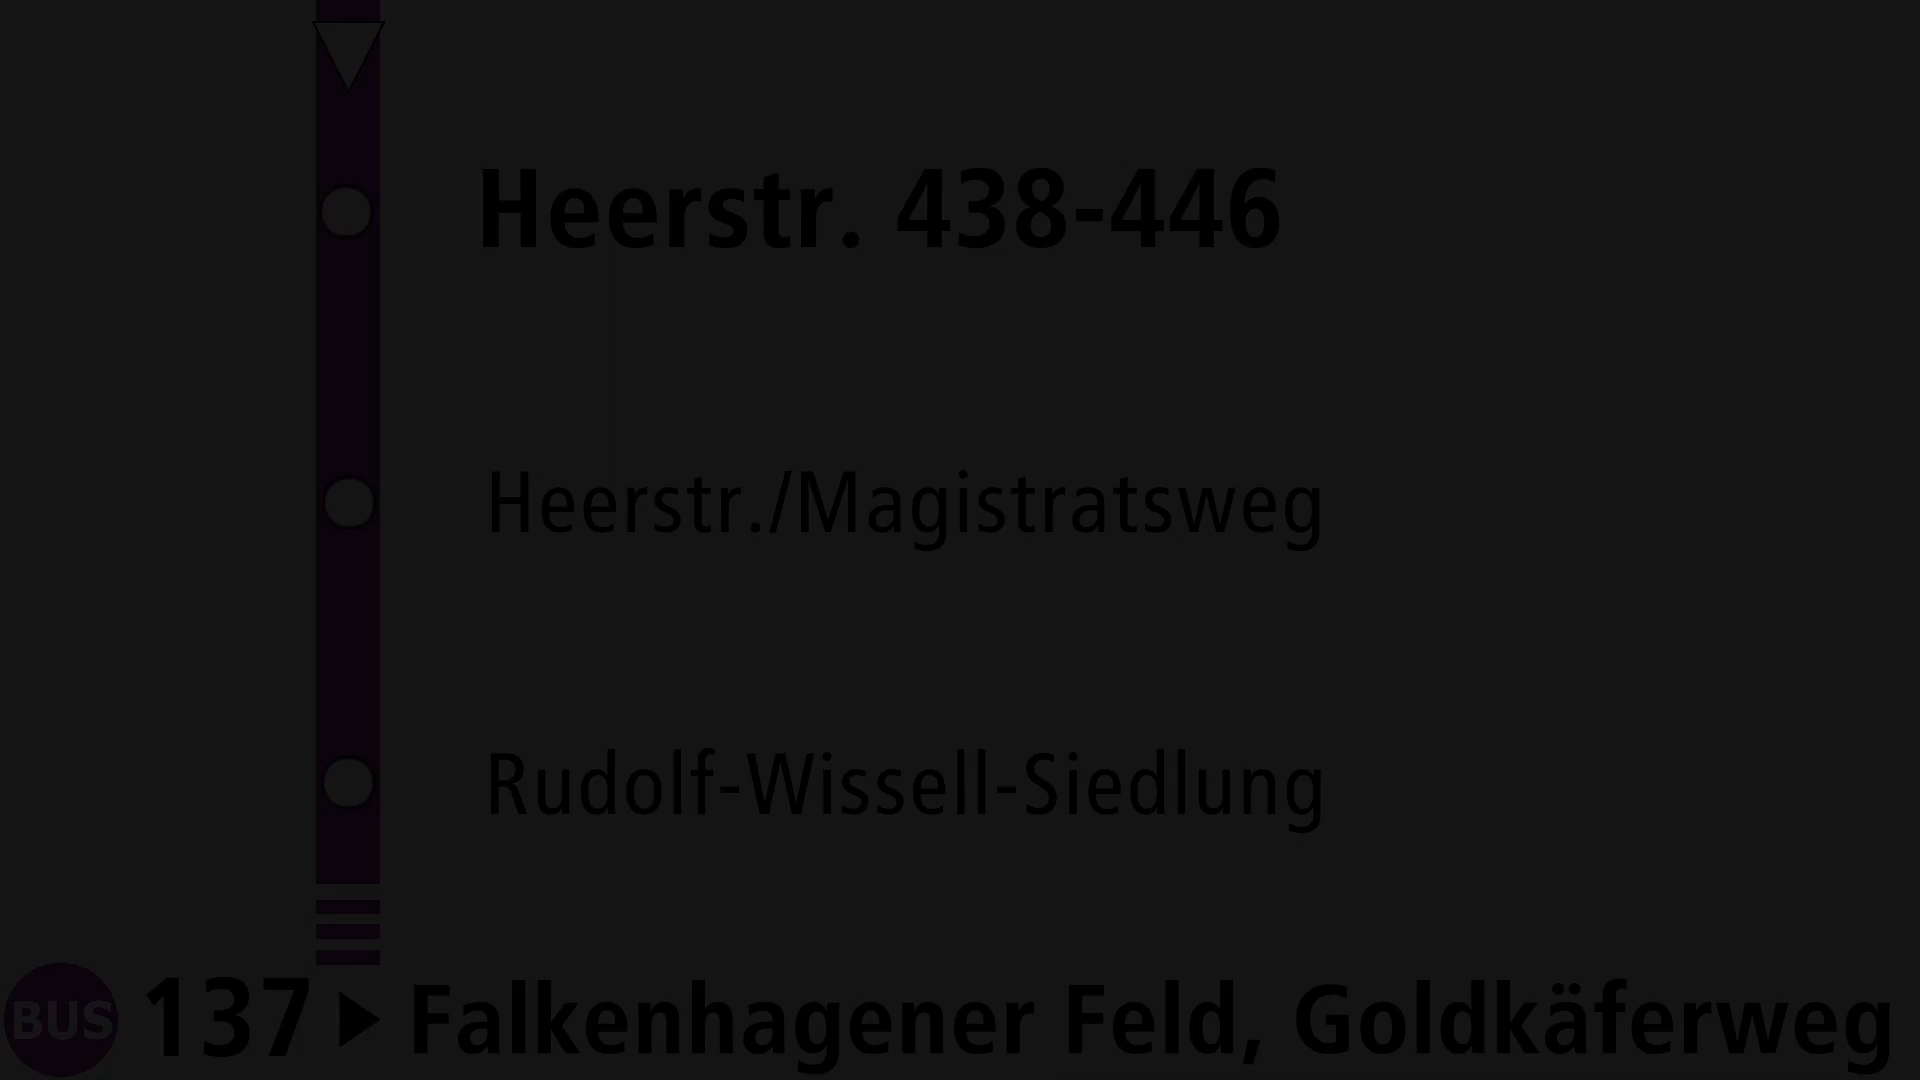 Heerstr. 438-446
Heerstr./Magistratsweg
Rudolf-Wissell-Siedlung
BUS 137 Falkenhagener Feld, Goldkäferweg